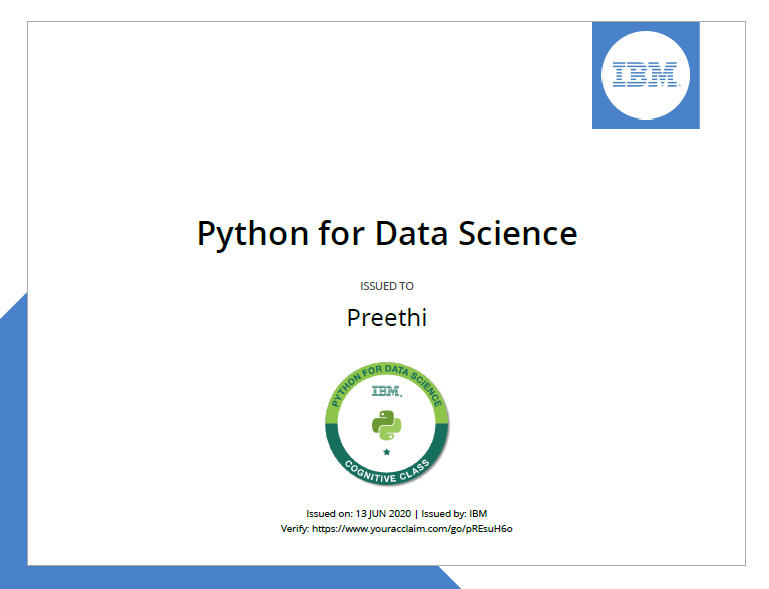 IBM.
Python for Data Science
ISSUED TO
Preethi
PYTHON FOR DATA SCIENCE
IBM.
COGNITIVE CLASS
Issued on: 13 JUN 2020 | Issued by: IBM
Verify: https://www.youracclaim.com/go/pREsuH6o